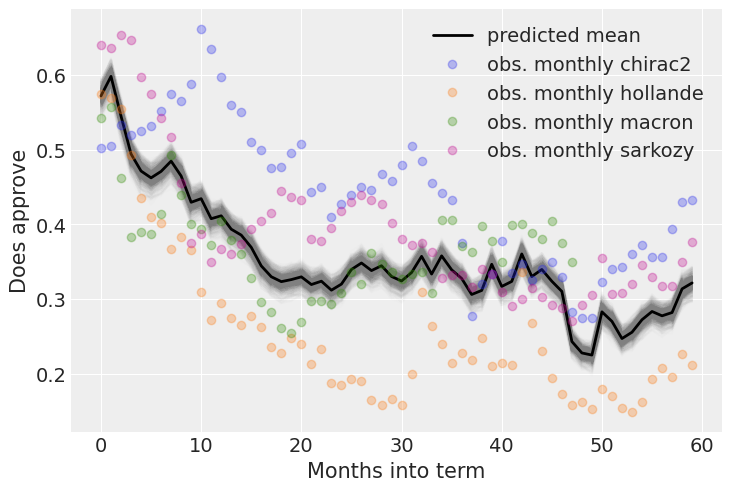 predicted mean
obs. monthly chirac2
obs. monthly hollande
obs. monthly macron
obs. monthly sarkozy
Does approve
0.6
0.5
0.4
0.3
0.2
0 10 20 30 40 50 60
Months into term